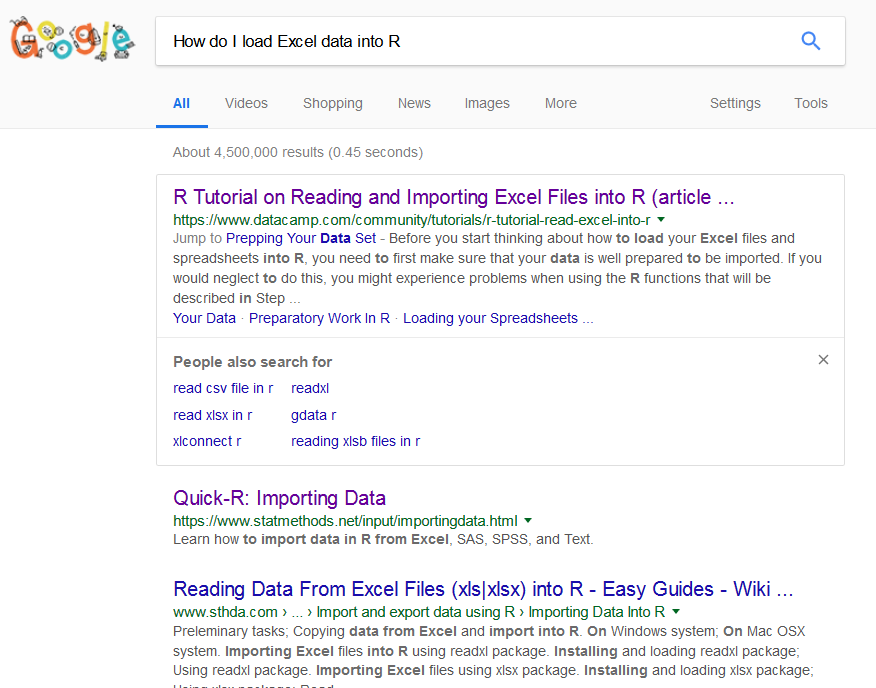 Google
How do I load Excel data into R
All Videos Shopping News Images More Settings Tools
About 4,500,000 results (0.45 seconds)
R Tutorial on Reading and Importing Excel Files into R (article ...
https://www.datacamp.com/community/tutorials/r-tutorial-read-excel-into-r
Jump to Prepping Your Data Set - Before you start thinking about how to load your Excel files and
spreadsheets into R, you need to first make sure that your data is well prepared to be imported. If you
would neglect to do this, you might experience problems when using the R functions that will be
described in Step ...
Your Data · Preparatory Work In R · Loading your Spreadsheets ...
People also search for
read csv file in r readxl
read xlsx in r gdata r
xlconnect r reading xlsb files in r
Quick-R: Importing Data
https://www.statmethods.net/input/importingdata.html
Learn how to import data in R from Excel, SAS, SPSS, and Text.
Reading Data From Excel Files (xls|xlsx) into R - Easy Guides - Wiki ...
www.sthda.com › ... › Import and export data using R › Importing Data Into R
Preleminary tasks; Copying data from Excel and import into R. On Windows system; On Mac OSX
system. Importing Excel files into R using readxl package. Installing and loading readxl package;
Using readxl package. Importing Excel files using xlsx package. Installing and loading xlsx package;